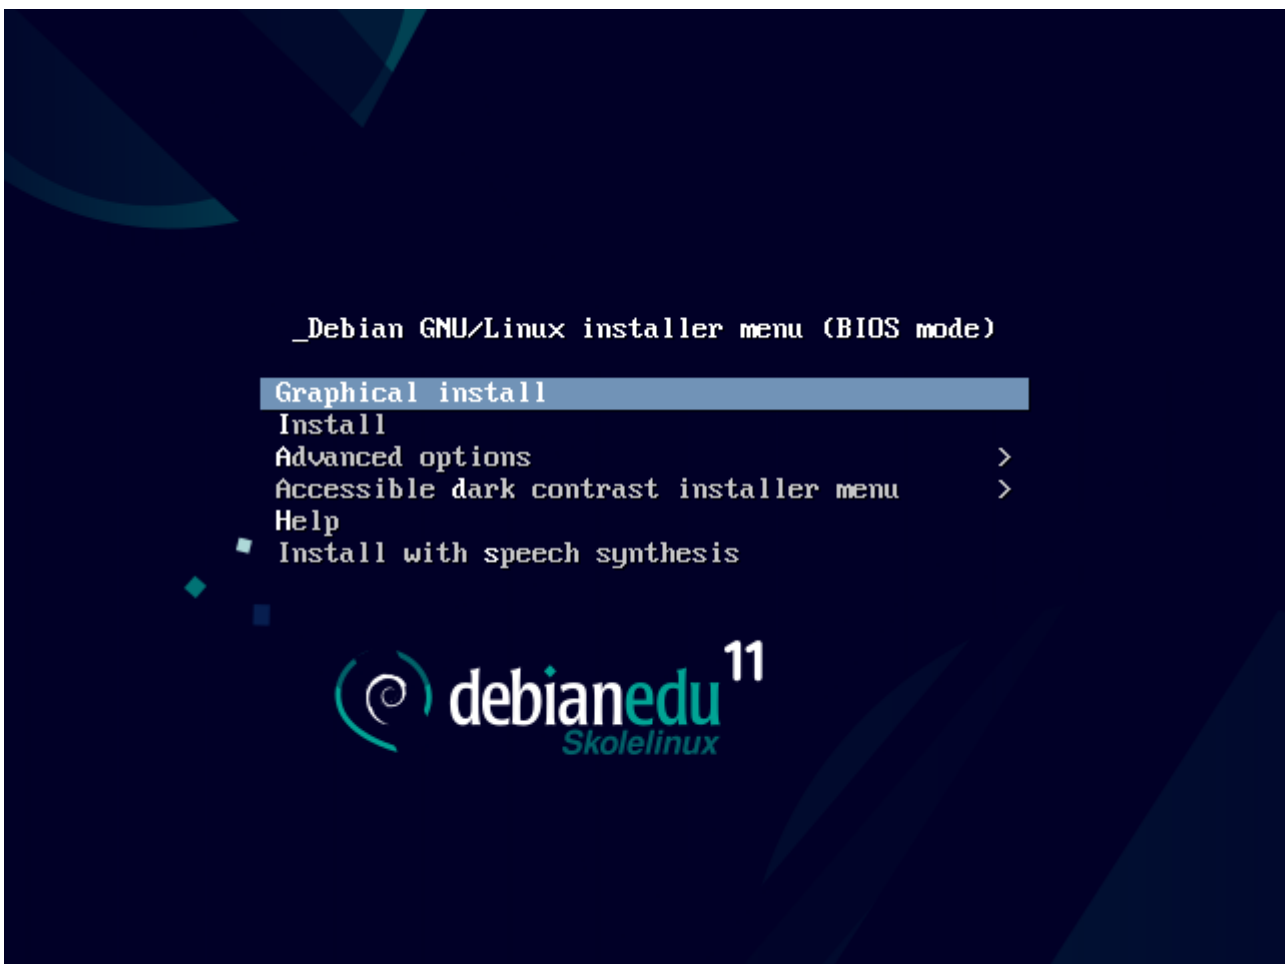 _Debian GNU/Linux installer menu (BIOS mode)
Graphical install
Install
Advanced options >
Accessible dark contrast installer menu >
Help
Install with speech synthesis
debianedu 11
Skolelinux